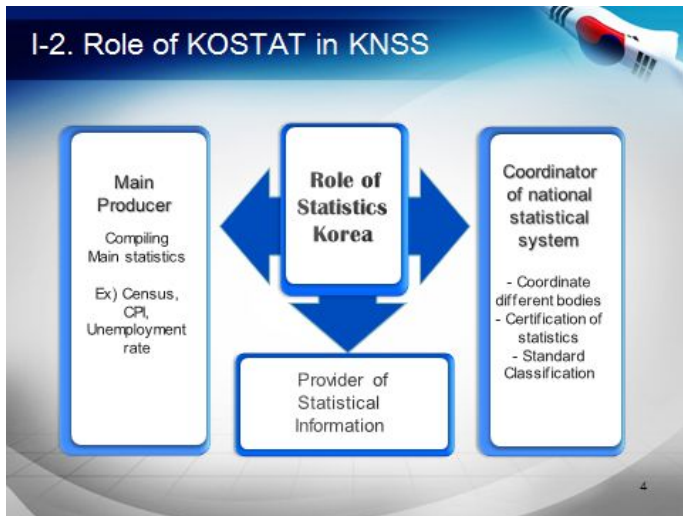 I-2. Role of KOSTAT in KNSS
Main
Producer
Compiling
Main statistics
Ex) Census,
CPI,
Unemployment
rate
Role of
Statistics
Korea
Coordinator
of national
statistical
system
- Coordinate
different bodies
- Certification of
statistics
- Standard
Classification
Provider of
Statistical
Information
4